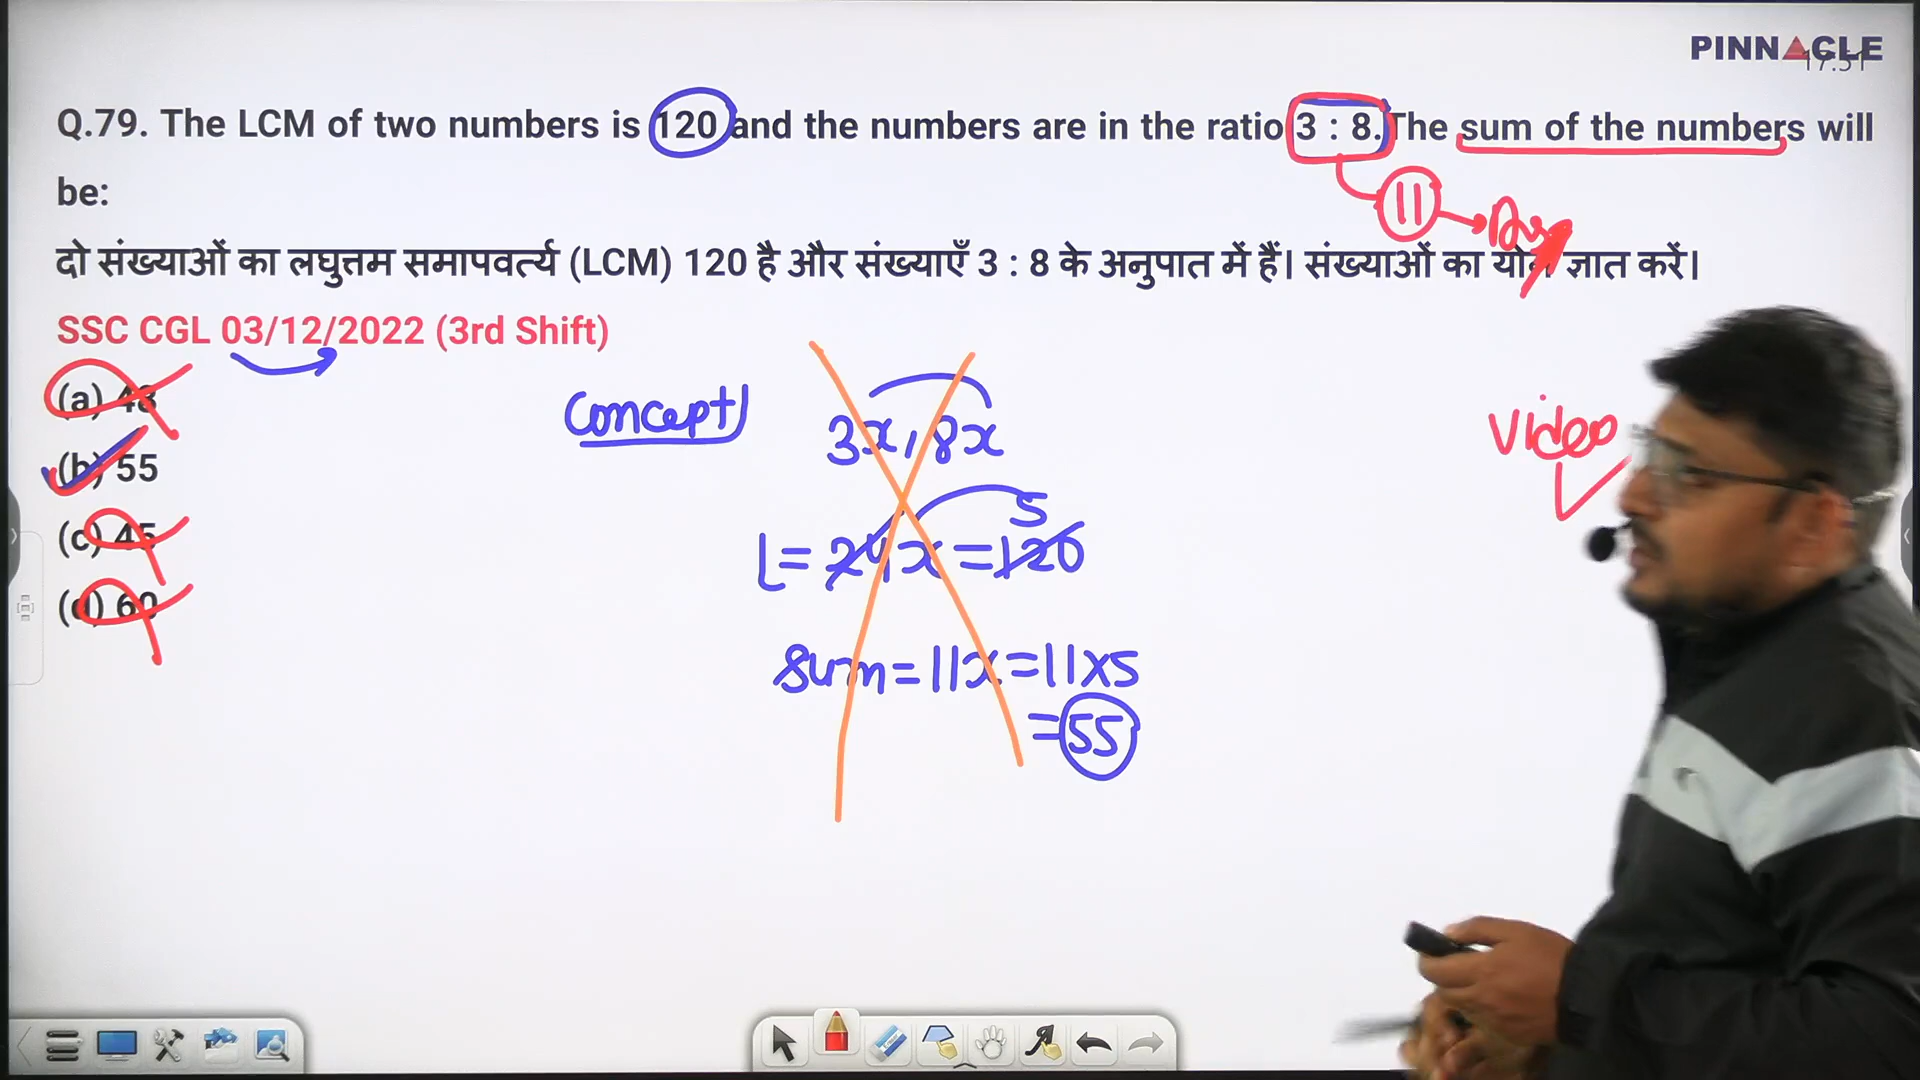 PINNACLE
17:51
Q.79. The LCM of two numbers is 120 and the numbers are in the ratio 3 : 8. The sum of the numbers will
be:
11
Ans
दो संख्याओं का लघुत्तम समापवर्त्य (LCM) 120 है और संख्याएँ 3 : 8 के अनुपात में हैं। संख्याओं का योग ज्ञात करें।
SSC CGL 03/12/2022 (3rd Shift)
(a) 48
(b) 55
(c) 45
(d) 60
Concept
3x, 8x
L = 24x = 120
5
Sum = 11x = 11x5
= 55
Video